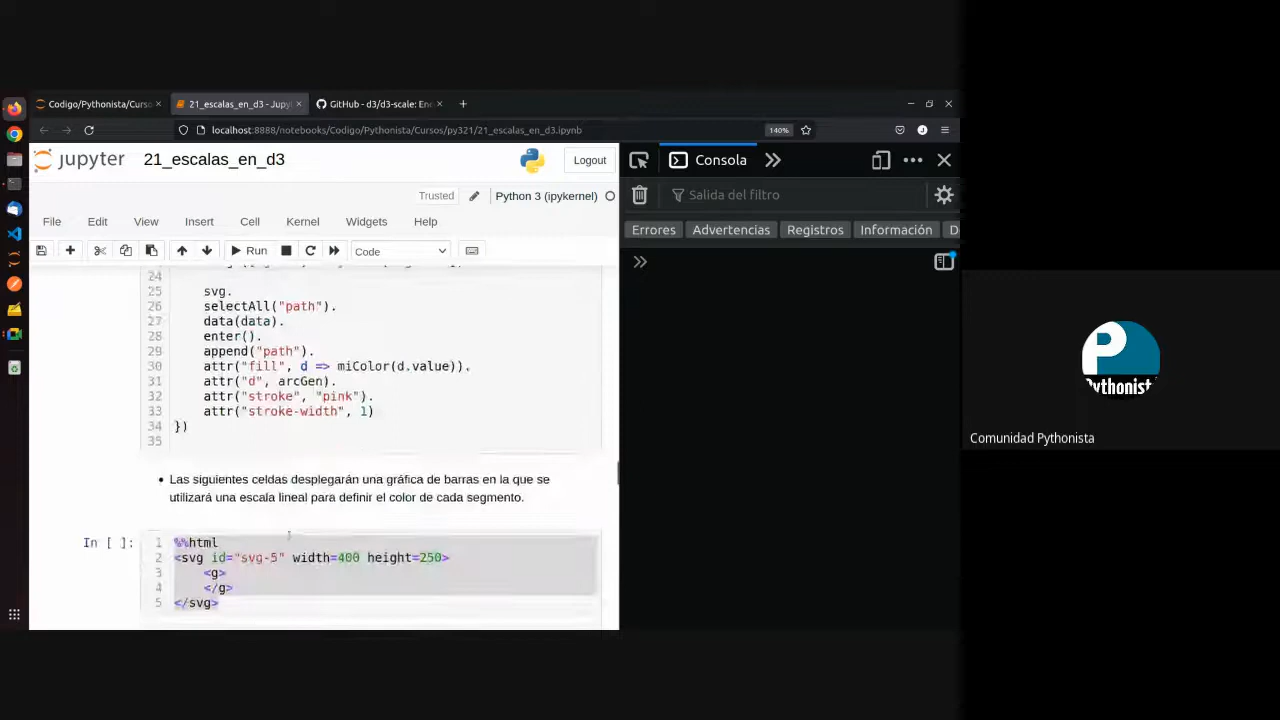 Codigo/Pythonista/Curso
21_escalas_en_d3 - Jupyt
GitHub - d3/d3-scale: En
localhost:8888/notebooks/Codigo/Pythonista/Cursos/py321/21_escalas_en_d3.ipynb
140%
jupyter 21_escalas_en_d3
Logout
Trusted
Python 3 (ipykernel)
File Edit View Insert Cell Kernel Widgets Help
Run
Code
24
25 svg.
26 selectAll("path").
27 data(data).
28 enter().
29 append("path").
30 attr("fill", d => miColor(d.value)).
31 attr("d", arcGen).
32 attr("stroke", "pink").
33 attr("stroke-width", 1)
34 })
35
• Las siguientes celdas desplegarán una gráfica de barras en la que se
utilizará una escala lineal para definir el color de cada segmento.
In [ ]:
1 %%html
2 <svg id="svg-5" width=400 height=250>
3 <g>
4 </g>
5 </svg>
Consola
Salida del filtro
Errores Advertencias Registros Información D
Pythonist
Comunidad Pythonista